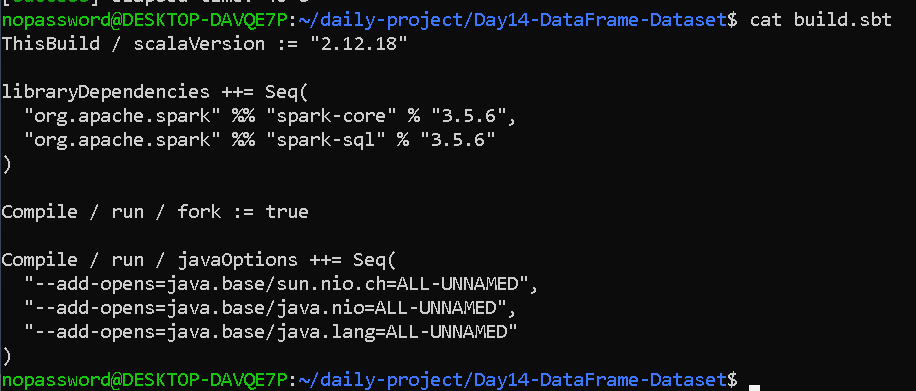 nopassword@DESKTOP-DAVQE7P:~/daily-project/Day14-DataFrame-Dataset$ cat build.sbt
ThisBuild / scalaVersion := "2.12.18"
libraryDependencies ++= Seq(
  "org.apache.spark" %% "spark-core" % "3.5.6",
  "org.apache.spark" %% "spark-sql" % "3.5.6"
)
Compile / run / fork := true
Compile / run / javaOptions ++= Seq(
  "--add-opens=java.base/sun.nio.ch=ALL-UNNAMED",
  "--add-opens=java.base/java.nio=ALL-UNNAMED",
  "--add-opens=java.base/java.lang=ALL-UNNAMED"
)
nopassword@DESKTOP-DAVQE7P:~/daily-project/Day14-DataFrame-Dataset$